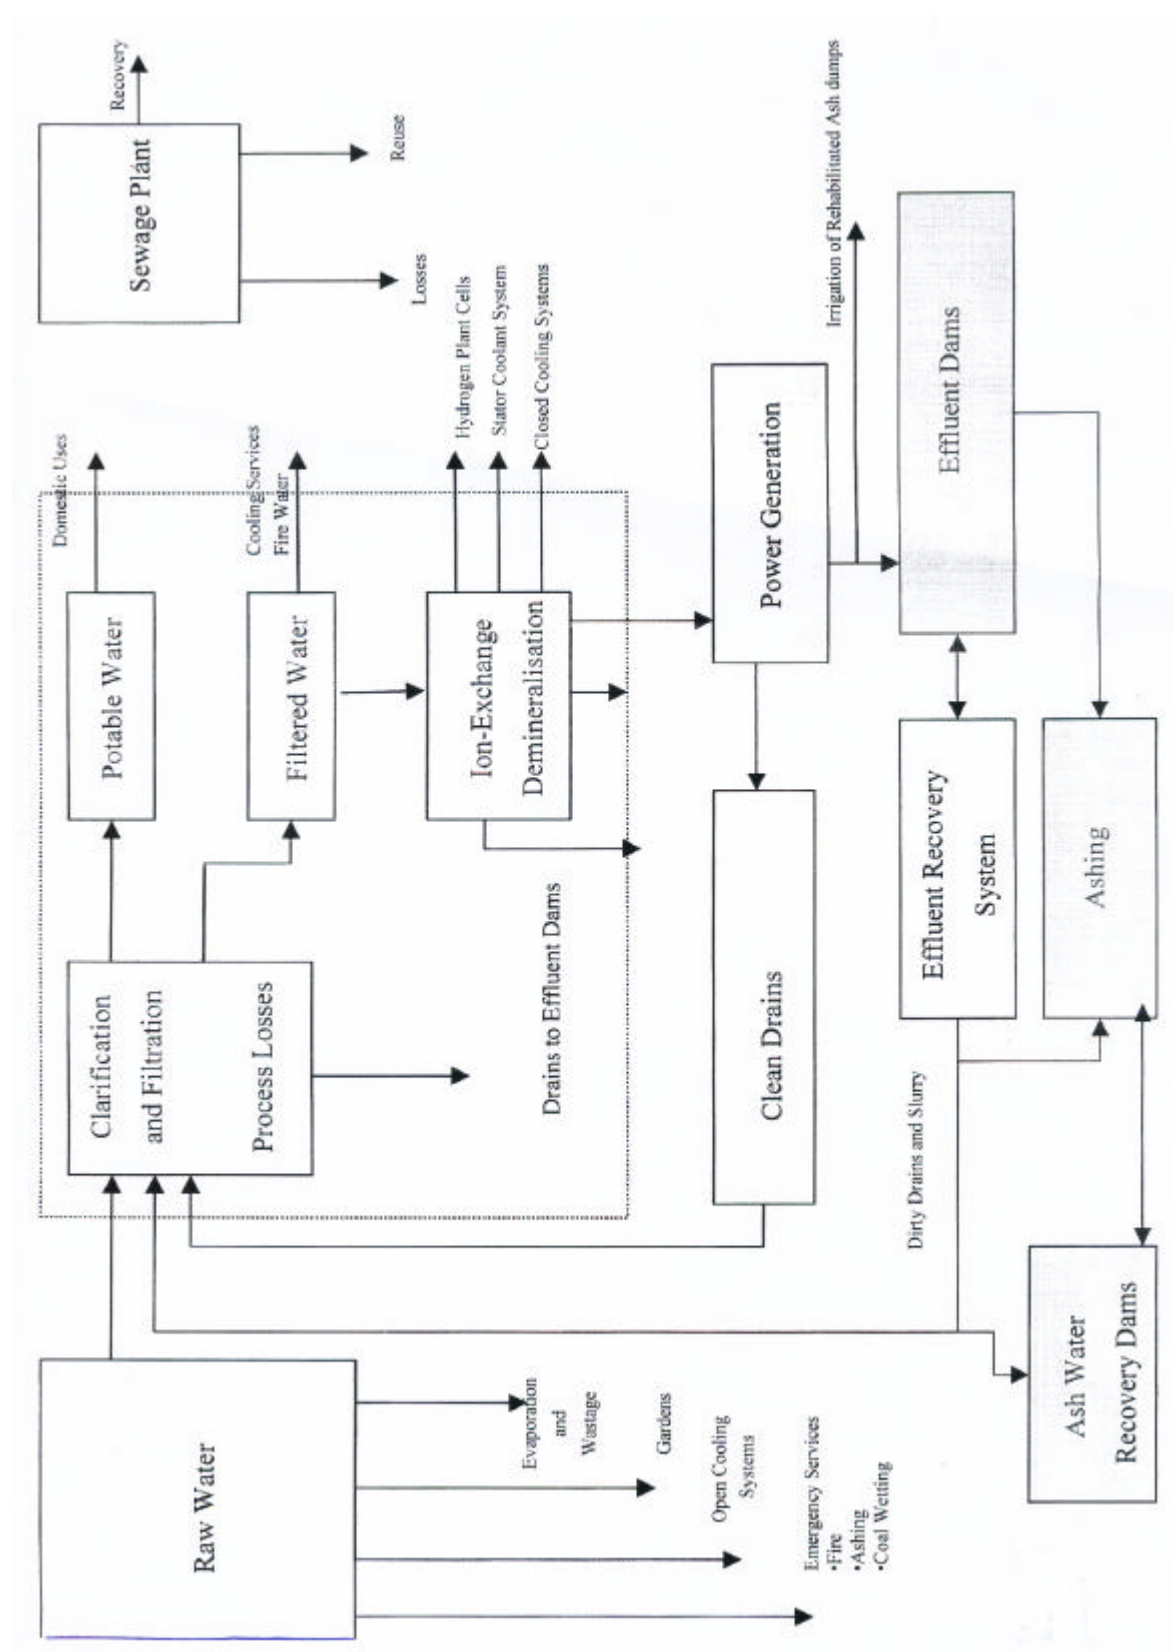 Raw Water
Evaporation
and
Wastage
Gardens
Open Cooling
Systems
Emergency Services
•Fire
•Ashing
•Coal Wetting
Clarification
and Filtration
Process Losses
Potable Water
Domestic Uses
Filtered Water
Cooling Services
Fire Water
Ion-Exchange
Demineralisation
Hydrogen Plant Cells
Stator Coolant System
Closed Cooling Systems
Drains to Effluent Dams
Sewage Plant
Recovery
Reuse
Losses
Clean Drains
Power Generation
Irrigation of Rehabilitated Ash dumps
Dirty Drains and Slurry
Effluent Recovery
System
Effluent Dams
Ash Water
Recovery Dams
Ashing